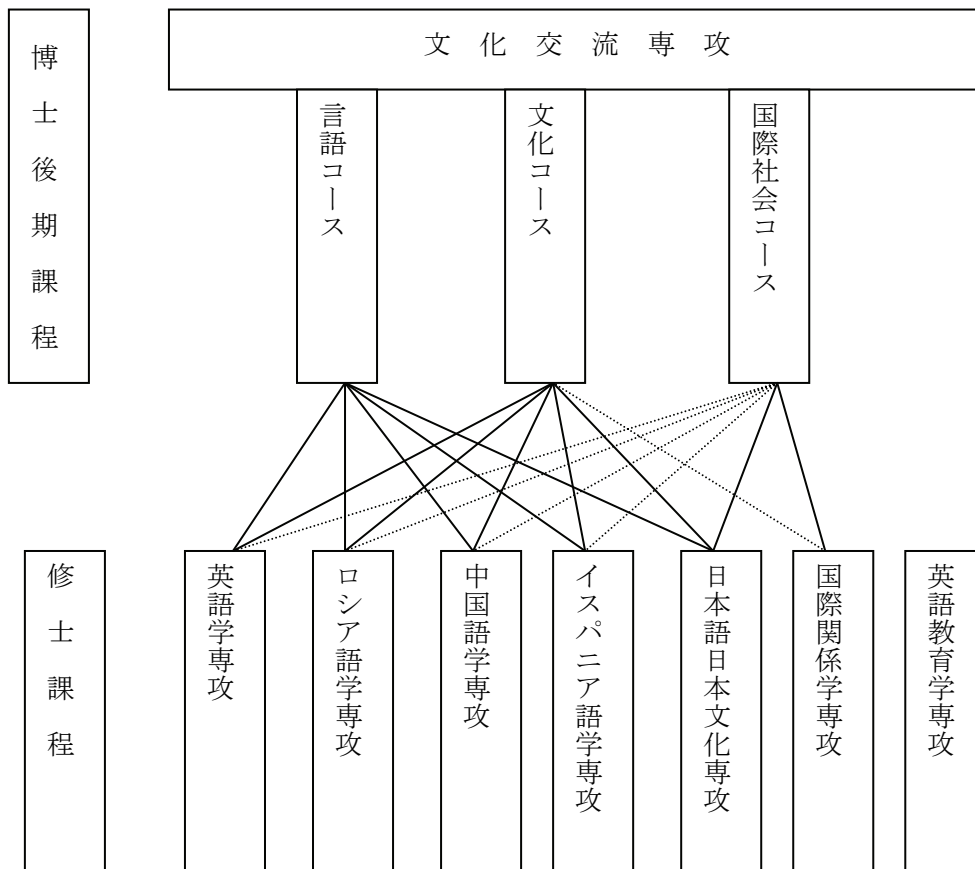 博士後期課程
文化交流専攻
言語コース
文化コース
国際社会コース
修士課程
英語学専攻
ロシア語学専攻
中国語学専攻
イスパニア語学専攻
日本語日本文化専攻
国際関係学専攻
英語教育学専攻